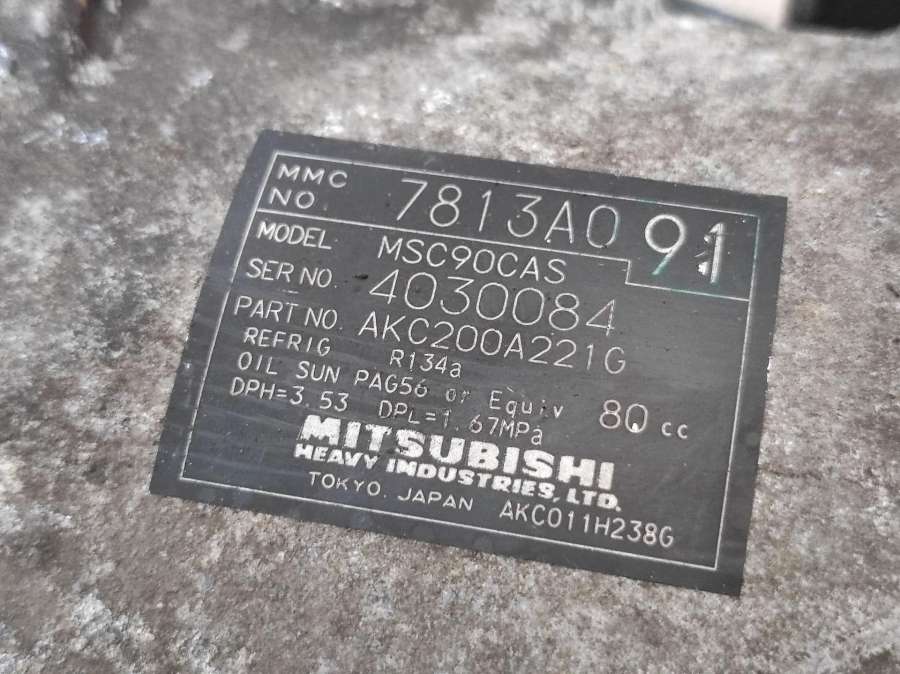 MMC NO 7813A091
MODEL MSC90CAS
SER NO. 4030084
PART NO. AKC200A221G
REFRIG R134a
OIL SUN PAG56 or Equiv 80 cc
DPH=3.53 DPL=1.67MPa
MITSUBISHI
HEAVY INDUSTRIES, LTD.
TOKYO. JAPAN AKC011H238G